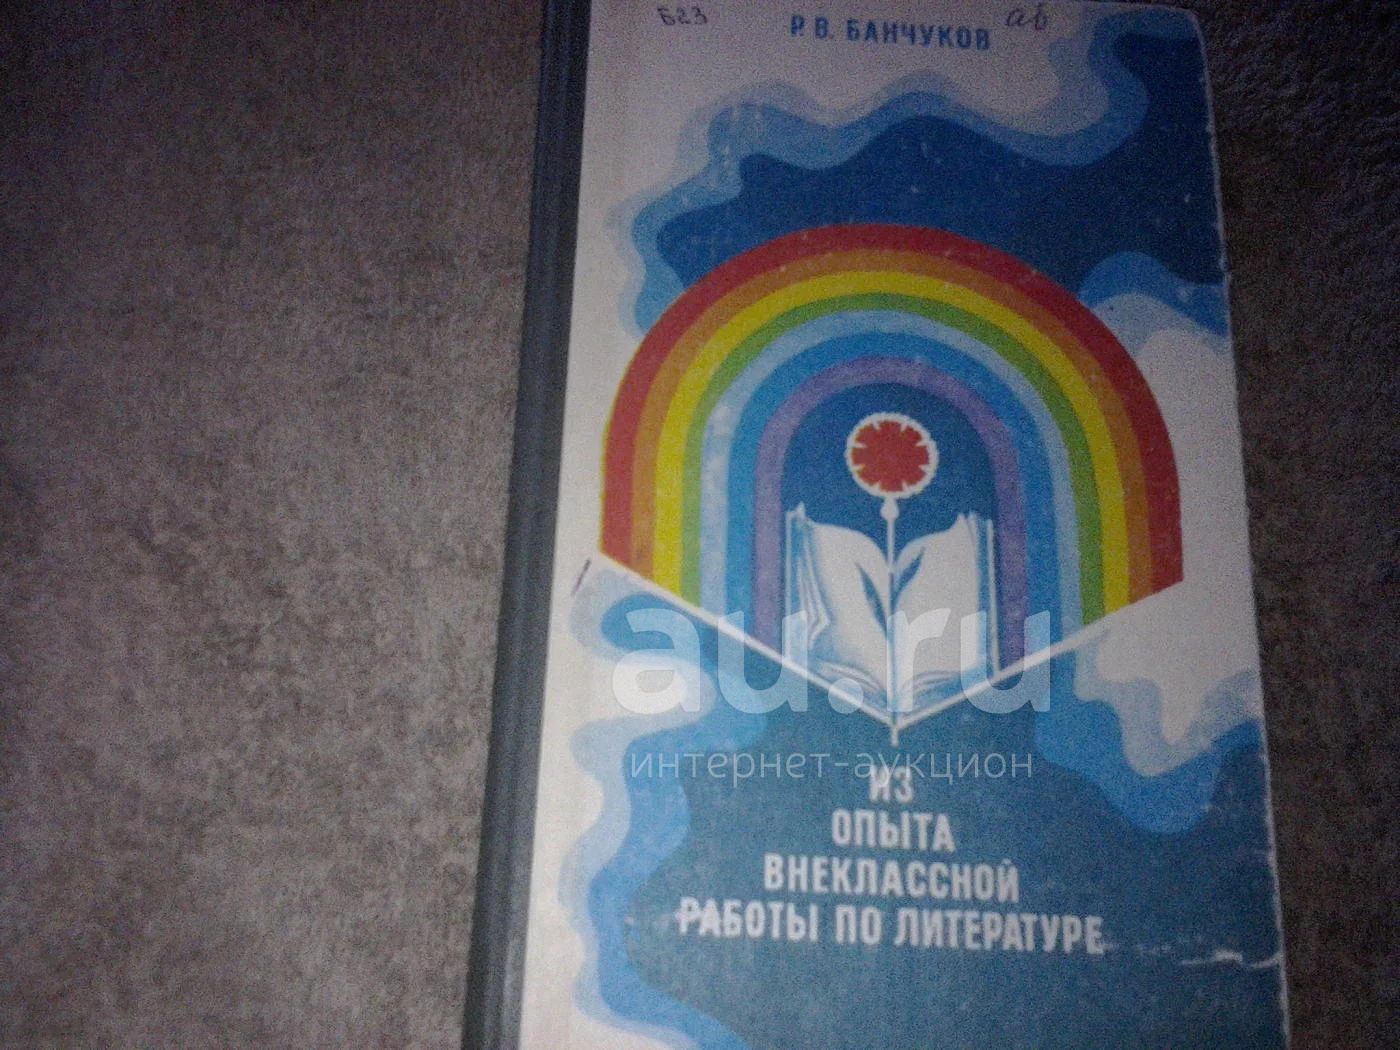 Б23
аб
Р. В. БАНЧУКОВ
au.ru
интернет-аукцион
ИЗ
ОПЫТА
ВНЕКЛАССНОЙ
РАБОТЫ ПО ЛИТЕРАТУРЕ